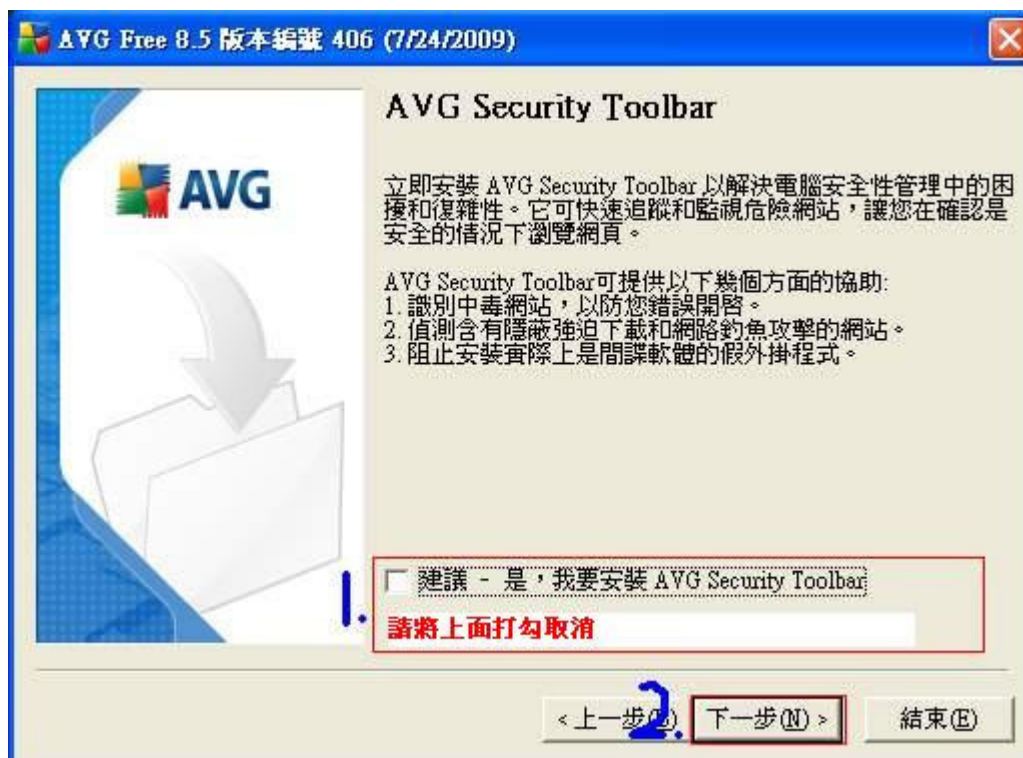 AVG Free 8.5 版本編號 406 (7/24/2009)
AVG Security Toolbar
AVG
立即安裝 AVG Security Toolbar 以解決電腦安全性管理中的困
擾和復雜性。它可快速追蹤和監視危險網站，讓您在確認是
安全的情況下瀏覽網頁。
AVG Security Toolbar可提供以下幾個方面的協助:
1. 識別中毒網站，以防您錯誤開啓。
2. 偵測含有隱蔽強迫下載和網路釣魚攻擊的網站。
3. 阻止安裝實際上是間諜軟體的假外掛程式。
1.
建議 - 是，我要安裝 AVG Security Toolbar
請將上面打勾取消
2.
<上一步
下一步(N) >
結束(E)